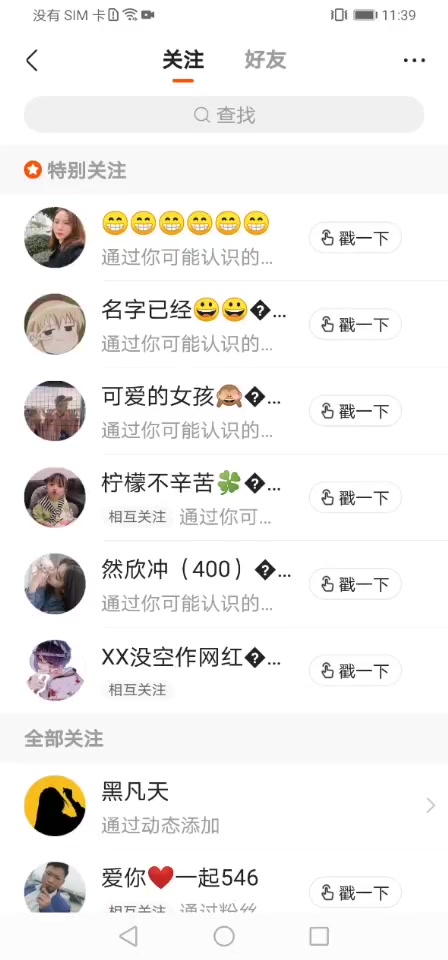 没有 SIM 卡 11:39
关注 好友
查找
特别关注
😁😁😁😁😁😁
通过你可能认识的...
戳一下
名字已经😀😀�...
通过你可能认识的...
戳一下
可爱的女孩🙈�...
通过你可能认识的...
戳一下
柠檬不辛苦🍀�...
相互关注 通过你可...
戳一下
然欣冲（400）�...
通过你可能认识的...
戳一下
XX没空作网红�...
相互关注
戳一下
全部关注
黑凡天
通过动态添加
爱你❤️一起546
相互关注 通过粉丝
戳一下